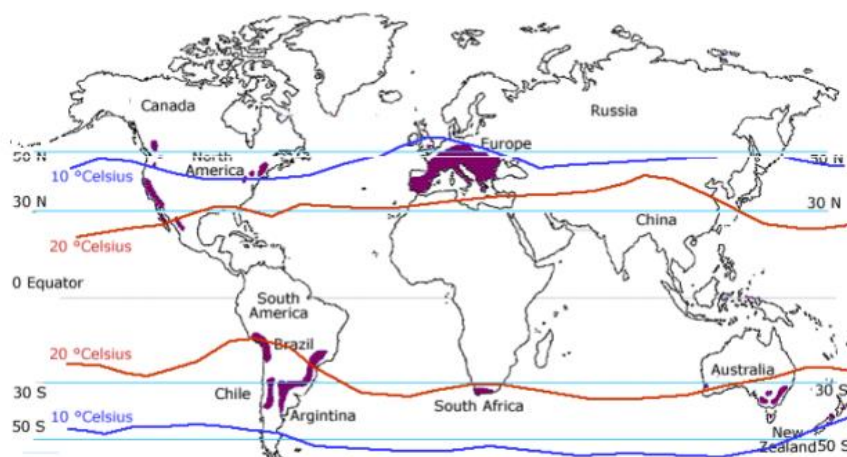 Canada
Russia
Europe
50 N
North
America
50 N
10 °Celsius
30 N
30 N
China
20 °Celsius
0 Equator
South
America
20 °Celsius
Brazil
Australia
30 S
Chile
30 S
South Africa
10 °Celsius
Argintina
50 S
New
Zealand
50 S